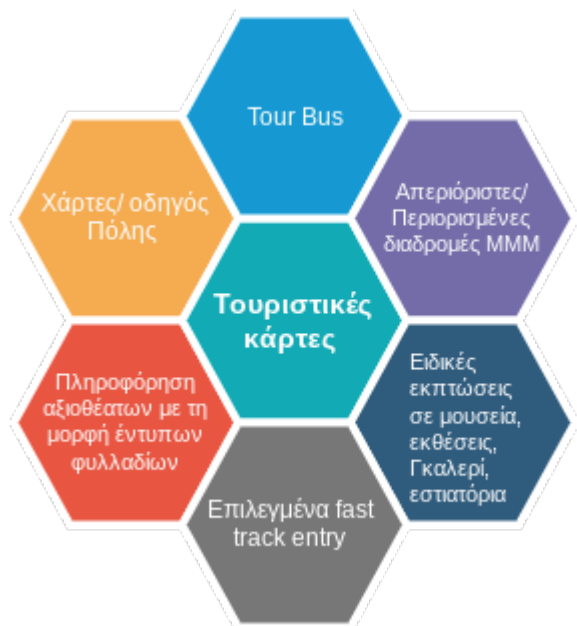 Tour Bus
Χάρτες/ οδηγός
Πόλης
Απεριόριστες/
Περιορισμένες
διαδρομές ΜΜΜ
Τουριστικές
κάρτες
Πληροφόρηση
αξιοθέατων με τη
μορφή έντυπων
φυλλαδίων
Ειδικές
εκπτώσεις
σε μουσεία,
εκθέσεις,
Γκαλερί,
εστιατόρια
Επιλεγμένα fast
track entry